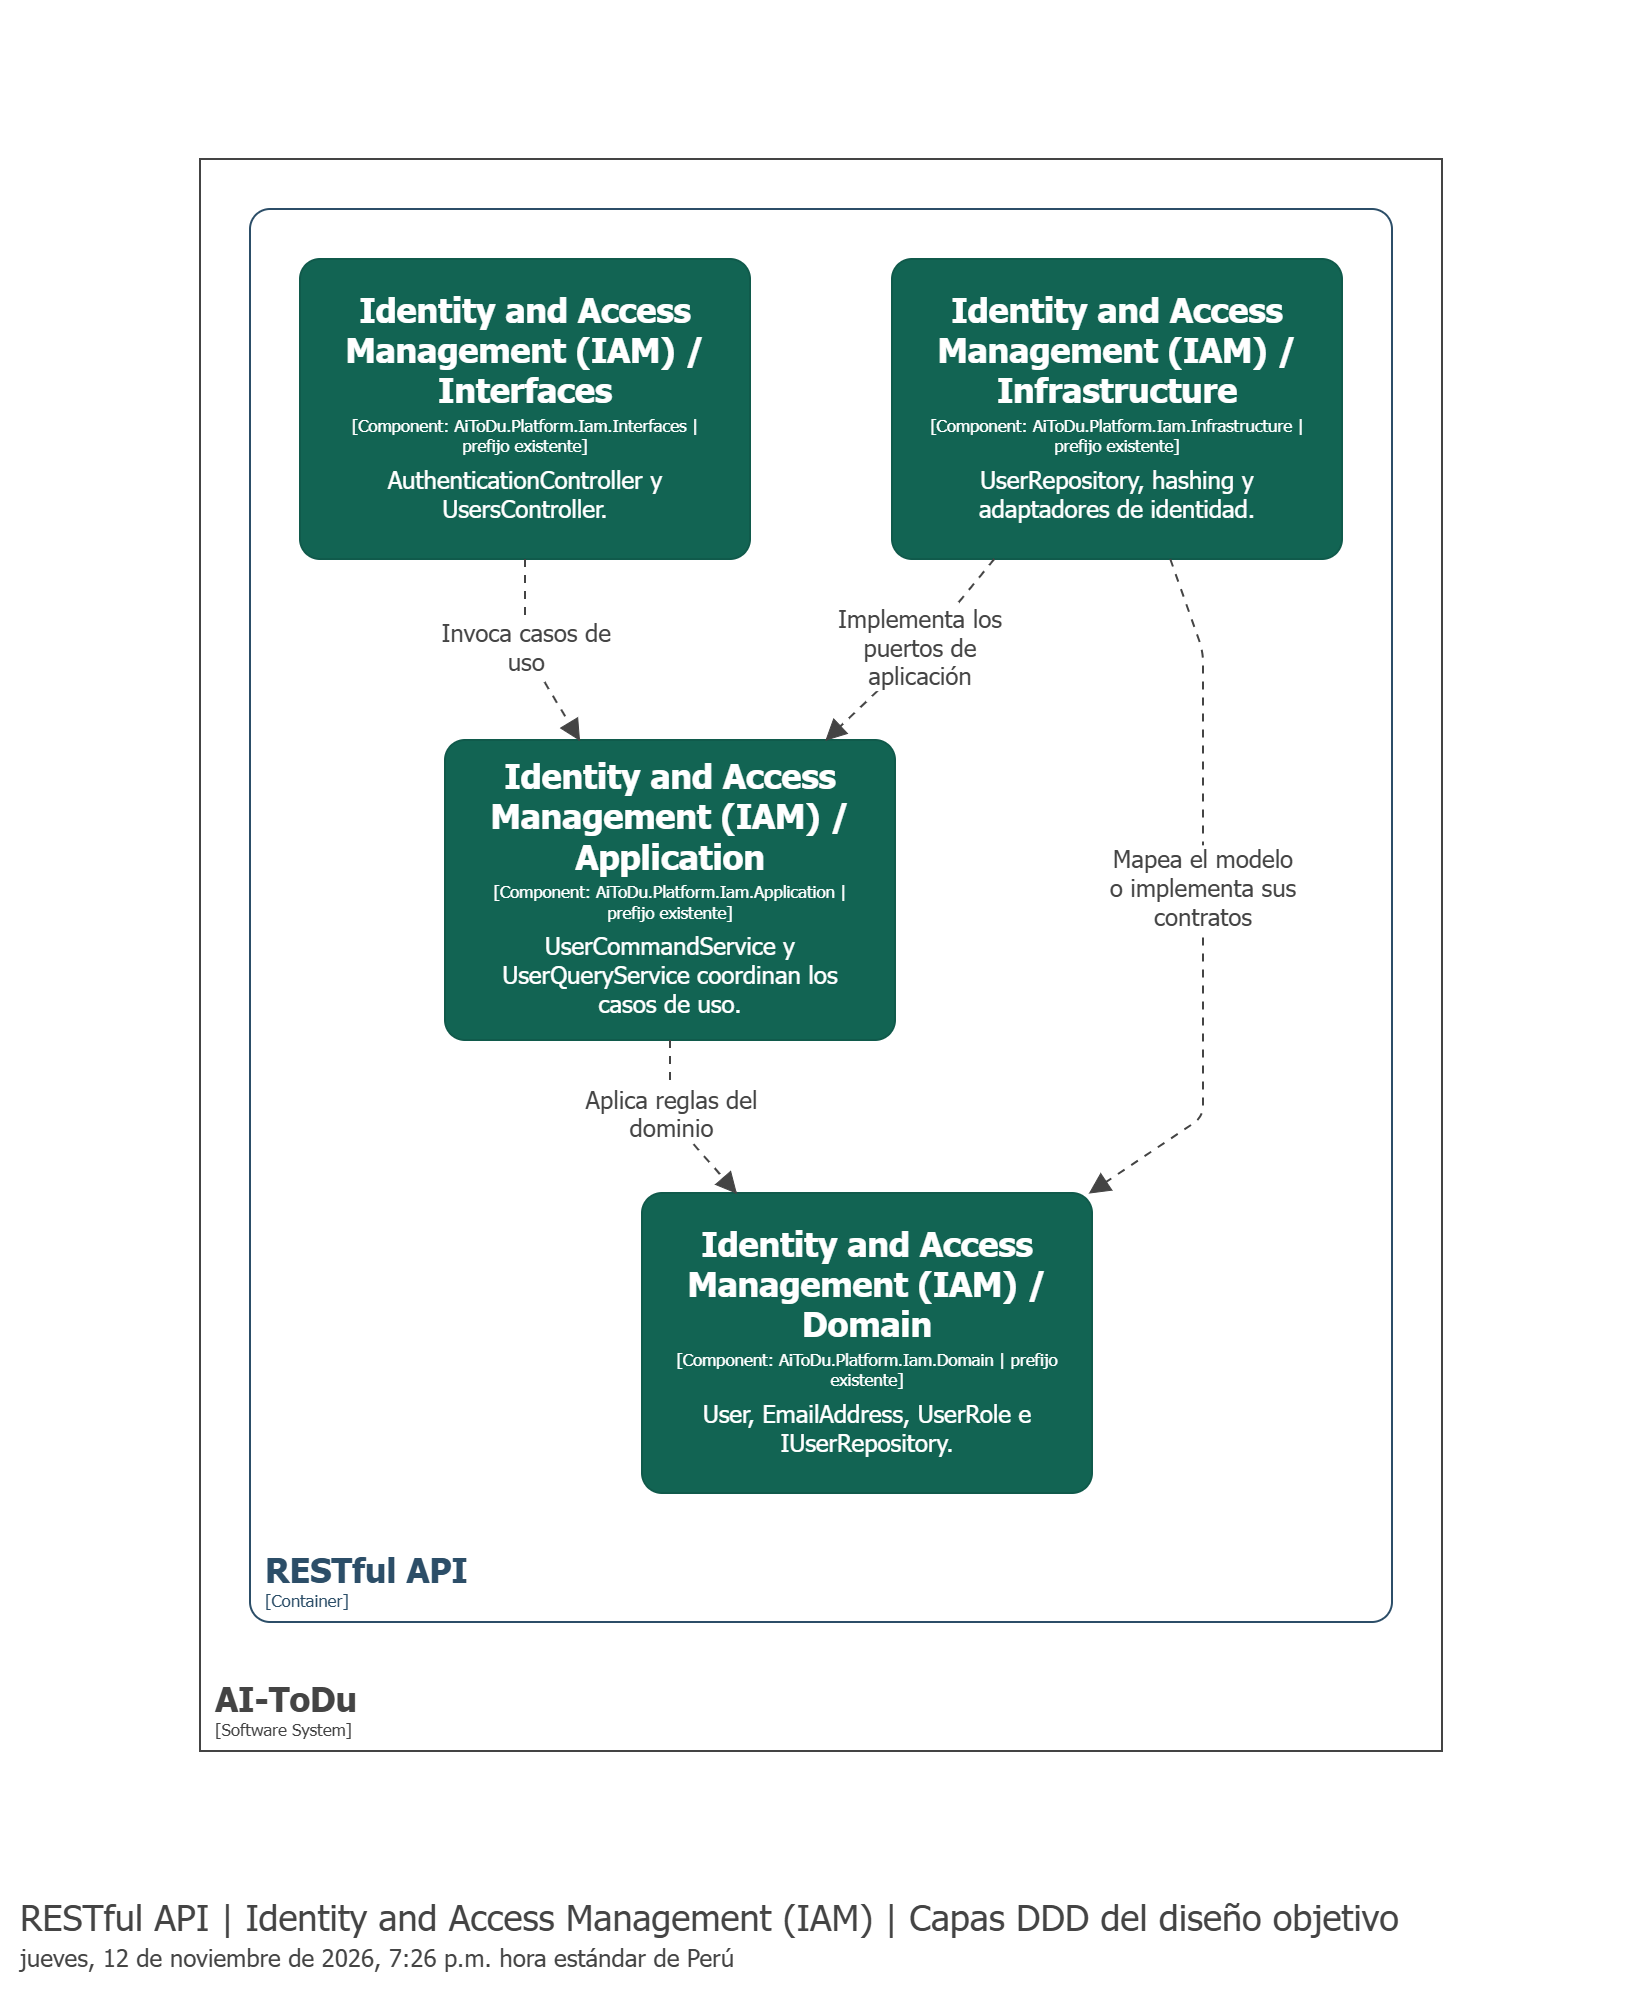 Identity and Access
Management (IAM) /
Interfaces
[Component: AiToDu.Platform.Iam.Interfaces |
prefijo existente]
AuthenticationController y
UsersController.
Identity and Access
Management (IAM) /
Infrastructure
[Component: AiToDu.Platform.Iam.Infrastructure |
prefijo existente]
UserRepository, hashing y
adaptadores de identidad.
Invoca casos de
uso
Implementa los
puertos de
aplicación
Identity and Access
Management (IAM) /
Application
[Component: AiToDu.Platform.Iam.Application |
prefijo existente]
UserCommandService y
UserQueryService coordinan los
casos de uso.
Mapea el modelo
o implementa sus
contratos
Aplica reglas del
dominio
Identity and Access
Management (IAM) /
Domain
[Component: AiToDu.Platform.Iam.Domain | prefijo
existente]
User, EmailAddress, UserRole e
IUserRepository.
RESTful API
[Container]
AI-ToDu
[Software System]
RESTful API | Identity and Access Management (IAM) | Capas DDD del diseño objetivo
jueves, 12 de noviembre de 2026, 7:26 p.m. hora estándar de Perú